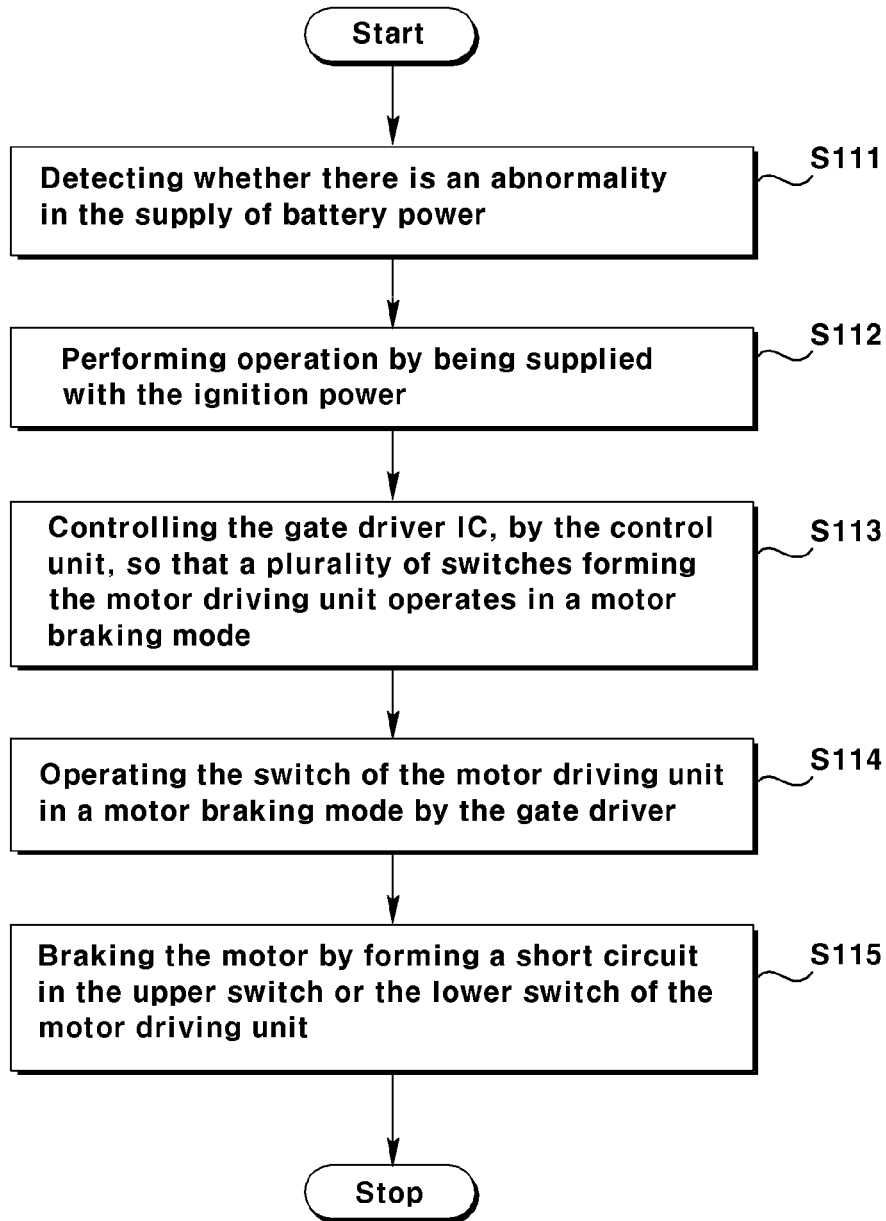 Start
S111
Detecting whether there is an abnormality
in the supply of battery power
S112
Performing operation by being supplied
with the ignition power
S113
Controlling the gate driver IC, by the control
unit, so that a plurality of switches forming
the motor driving unit operates in a motor
braking mode
S114
Operating the switch of the motor driving unit
in a motor braking mode by the gate driver
S115
Braking the motor by forming a short circuit
in the upper switch or the lower switch of the
motor driving unit
Stop